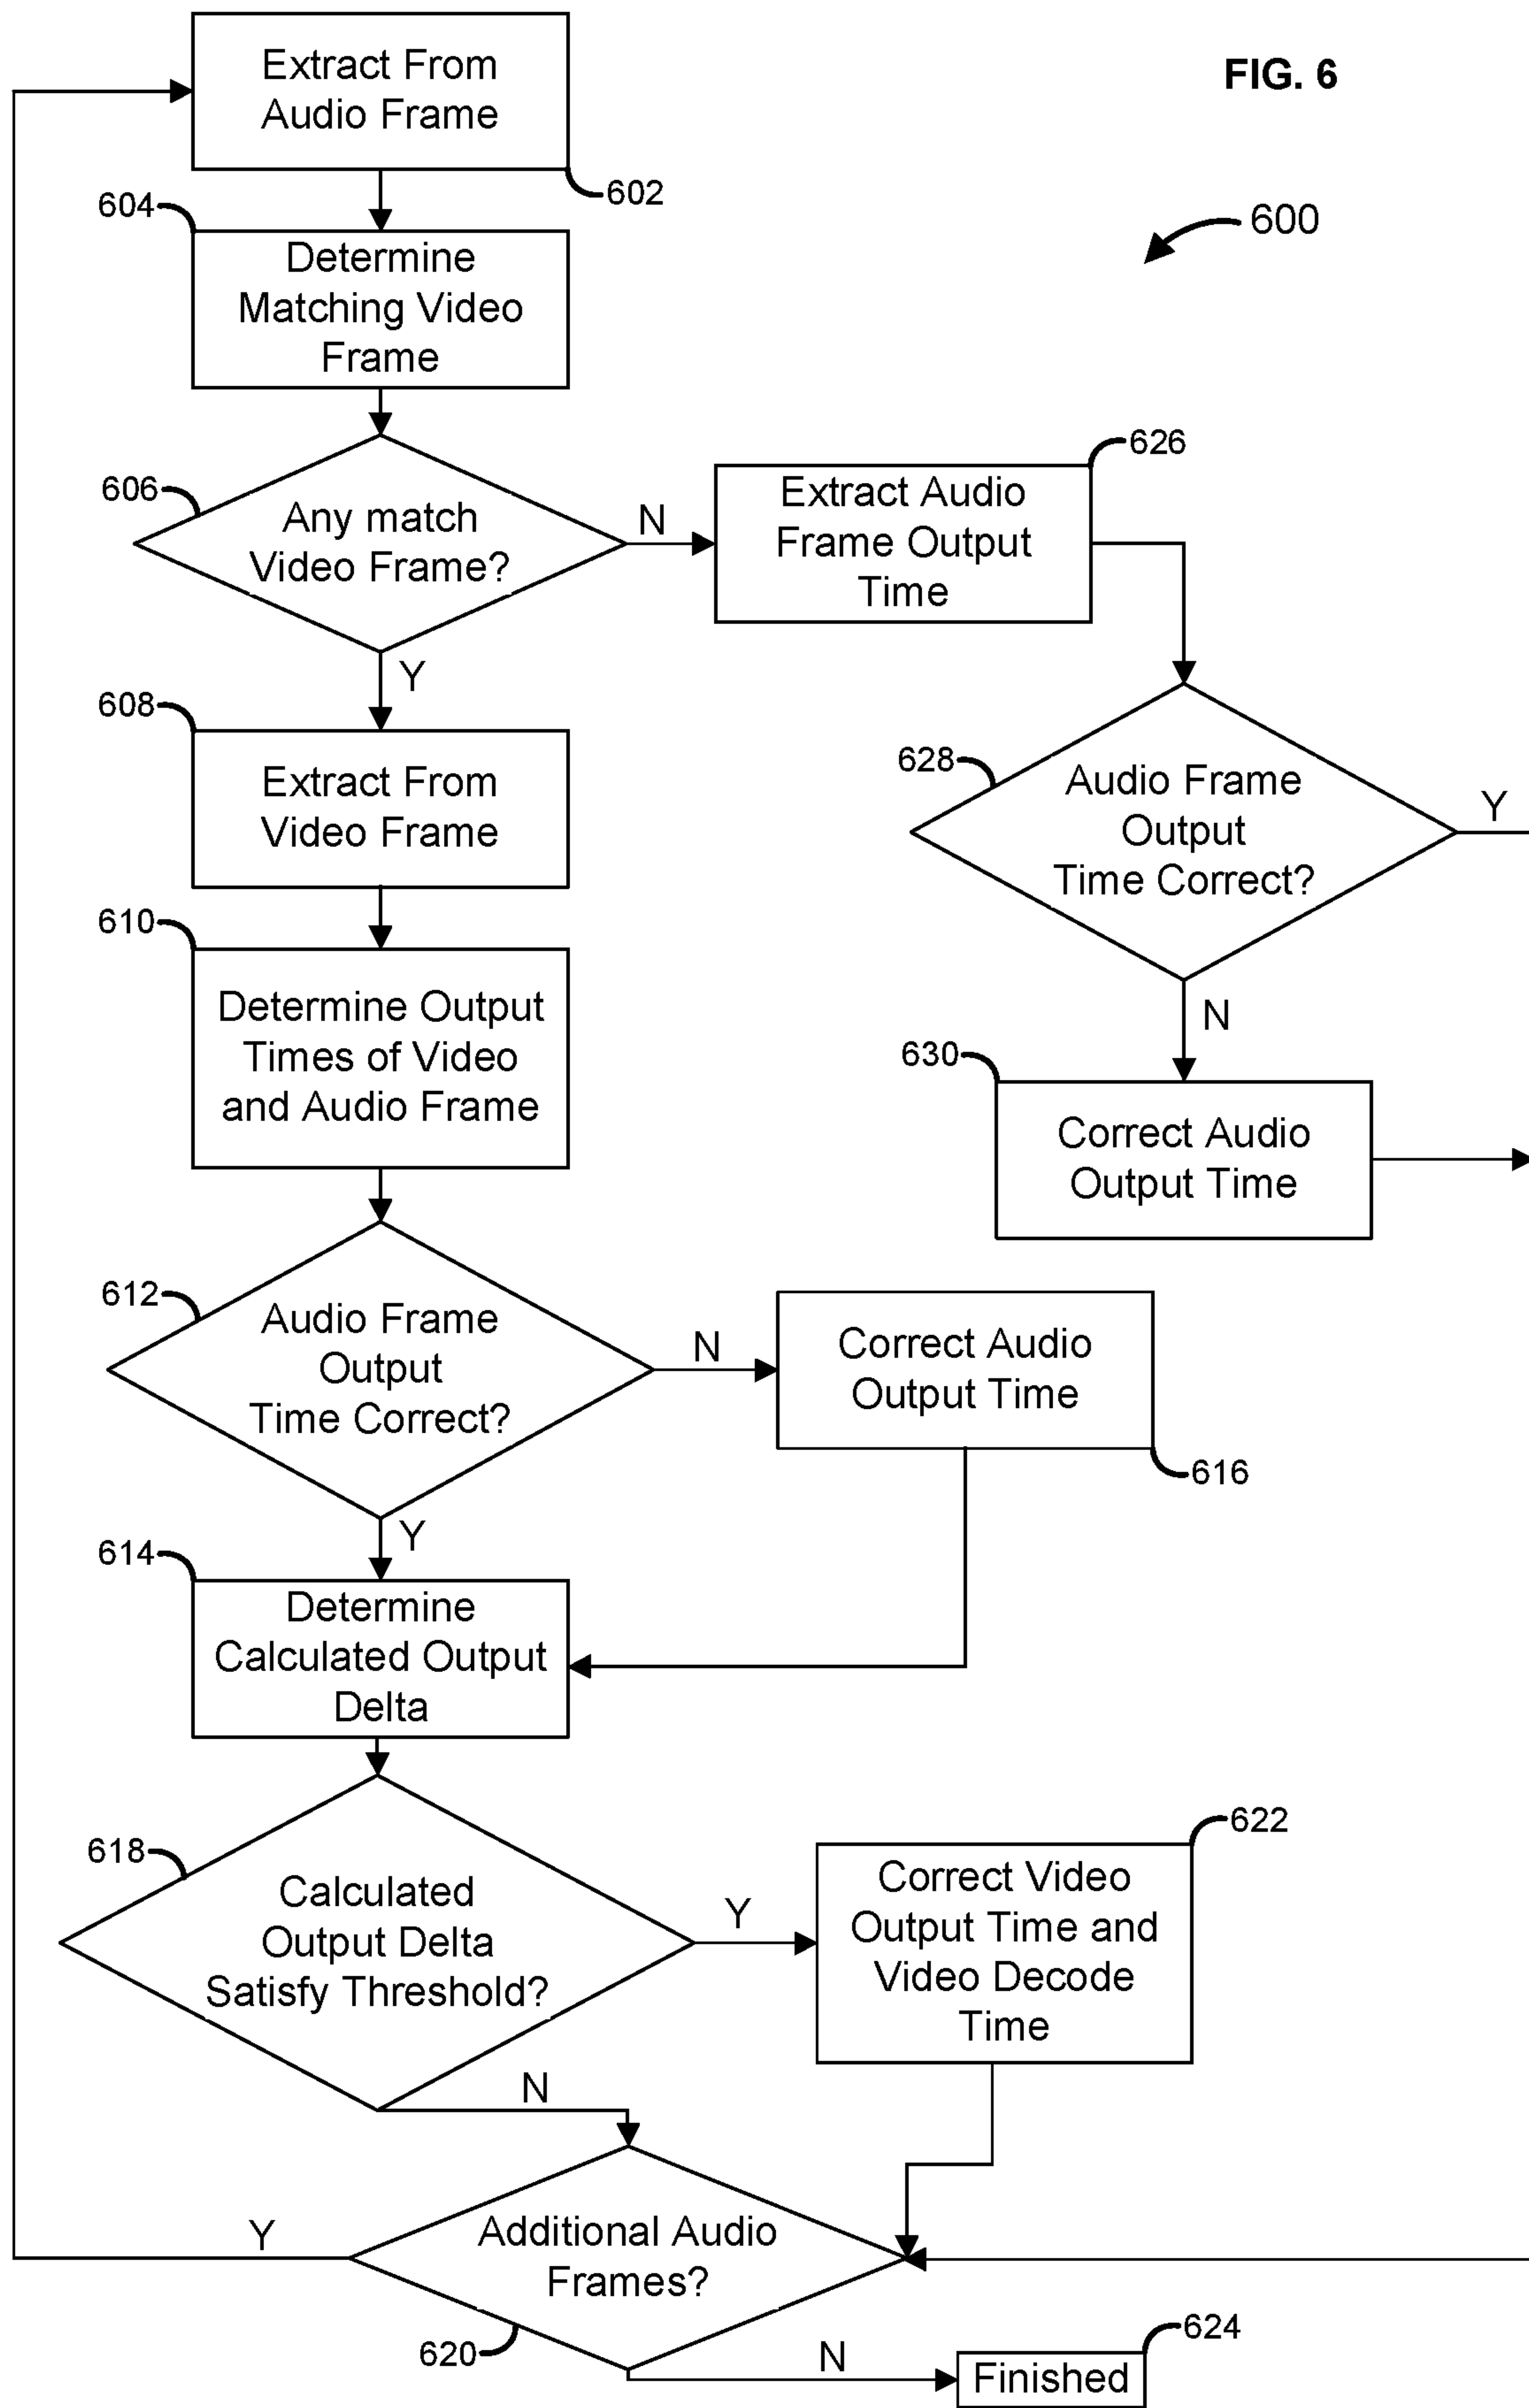 FIG. 6
600
Extract From
Audio Frame
602
604
Determine
Matching Video
Frame
606
Any match
Video Frame?
N
Y
626
Extract Audio
Frame Output
Time
608
Extract From
Video Frame
628
Audio Frame
Output
Time Correct?
Y
N
610
Determine Output
Times of Video
and Audio Frame
630
Correct Audio
Output Time
612
Audio Frame
Output
Time Correct?
N
Y
Correct Audio
Output Time
616
614
Determine
Calculated Output
Delta
618
Calculated
Output Delta
Satisfy Threshold?
Y
N
622
Correct Video
Output Time and
Video Decode
Time
Y
Additional Audio
Frames?
620
N
624
Finished